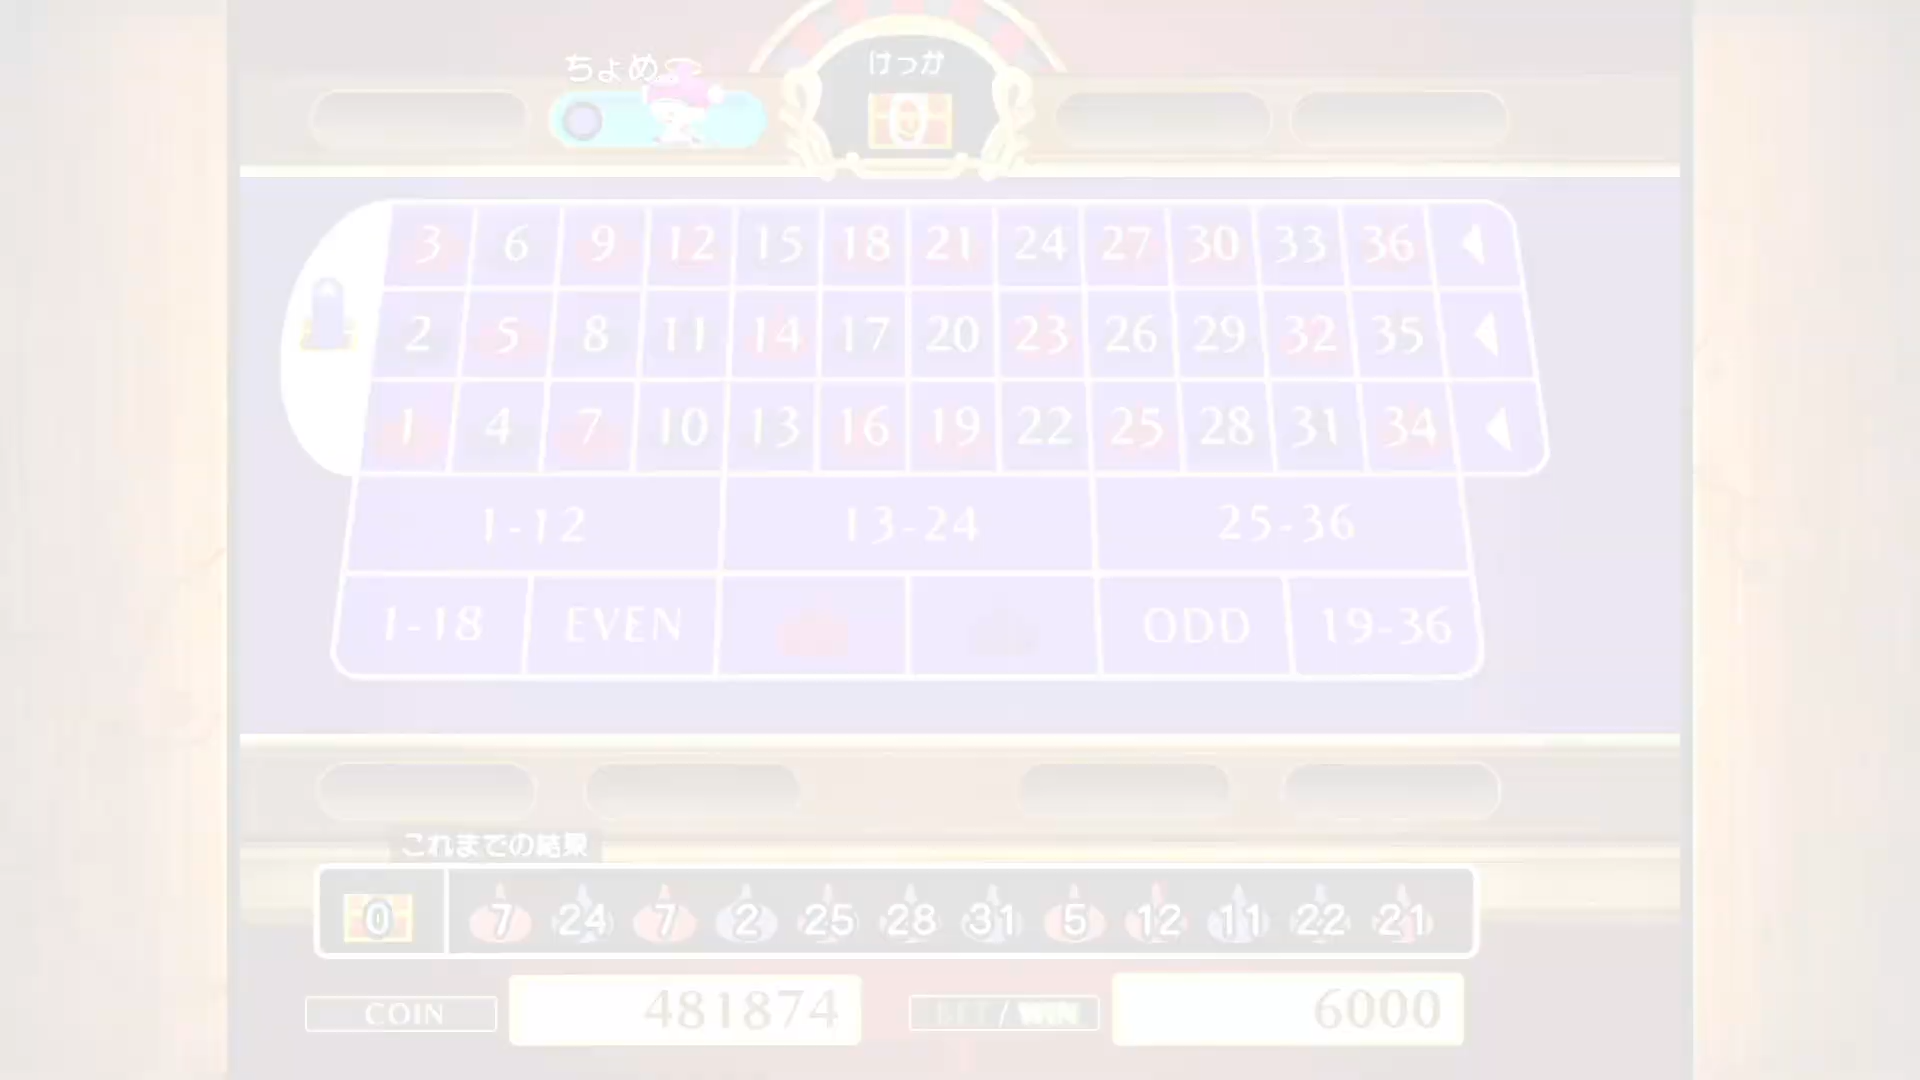 ちょめ
けっか
0
3 6 9 12 15 18 21 24 27 30 33 36
2 5 8 11 14 17 20 23 26 29 32 35
1 4 7 10 13 16 19 22 25 28 31 34
1-12 13-24 25-36
1-18 EVEN ODD 19-36
これまでの結果
0 7 24 7 2 25 28 31 5 12 11 22 21
COIN 481874 BET / WIN 6000